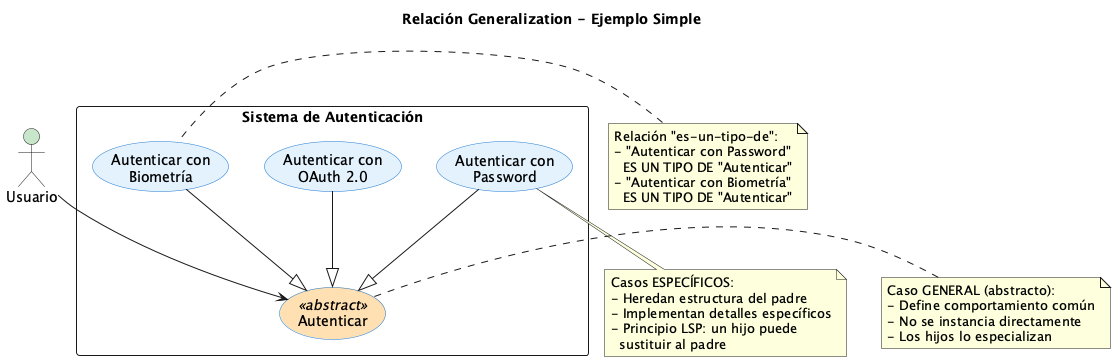 Relación Generalization - Ejemplo Simple
Sistema de Autenticación
Usuario
Autenticar con
Biometría
Autenticar con
OAuth 2.0
Autenticar con
Password
«abstract»
Autenticar
Relación "es-un-tipo-de":
- "Autenticar con Password"
ES UN TIPO DE "Autenticar"
- "Autenticar con Biometría"
ES UN TIPO DE "Autenticar"
Casos ESPECÍFICOS:
- Heredan estructura del padre
- Implementan detalles específicos
- Principio LSP: un hijo puede
sustituir al padre
Caso GENERAL (abstracto):
- Define comportamiento común
- No se instancia directamente
- Los hijos lo especializan